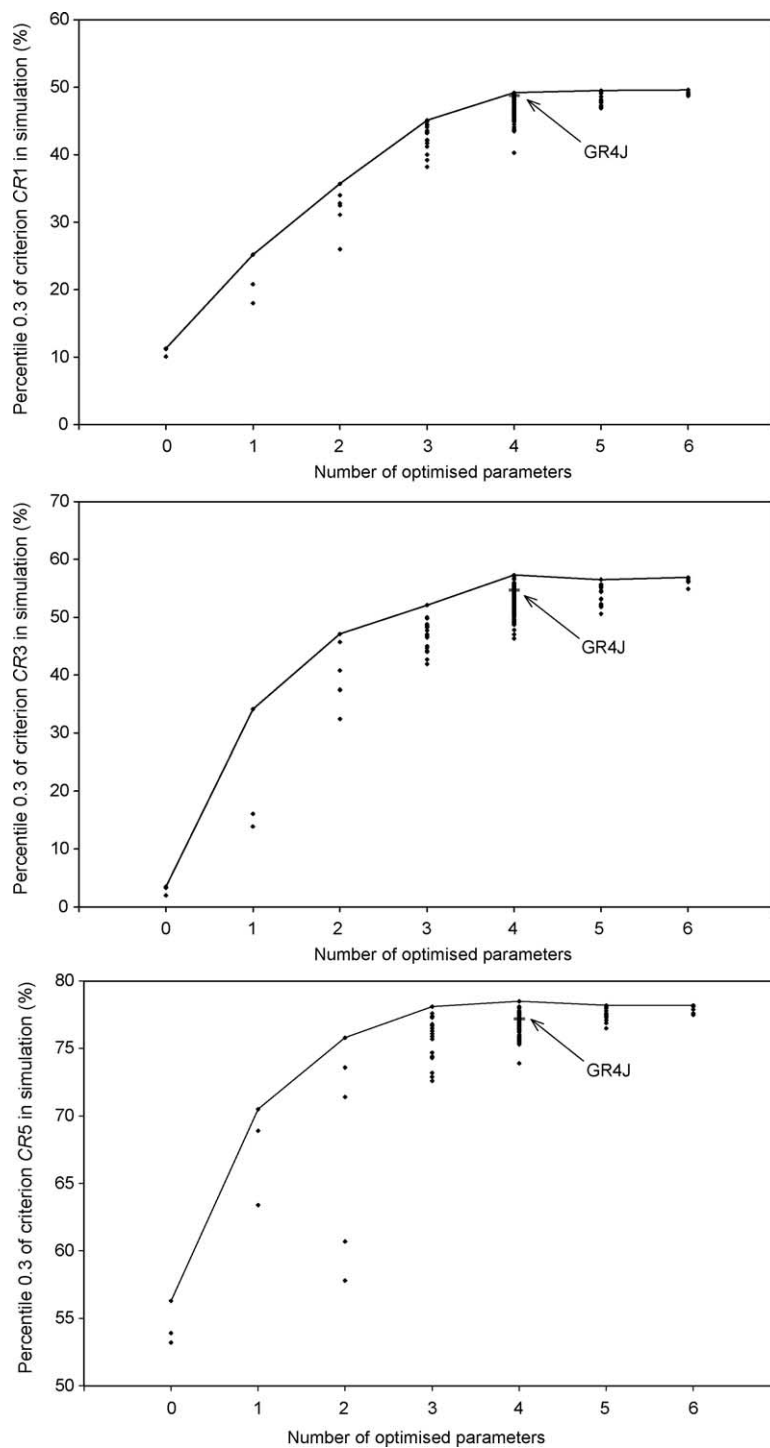 Percentile 0.3 of criterion CR1 in simulation (%)
60
50
40
30
20
10
0
GR4J
0 1 2 3 4 5 6
Number of optimised parameters
Percentile 0.3 of criterion CR3 in simulation (%)
70
60
50
40
30
20
10
0
GR4J
0 1 2 3 4 5 6
Number of optimised parameters
Percentile 0.3 of criterion CR5 in simulation (%)
80
75
70
65
60
55
50
GR4J
0 1 2 3 4 5 6
Number of optimised parameters